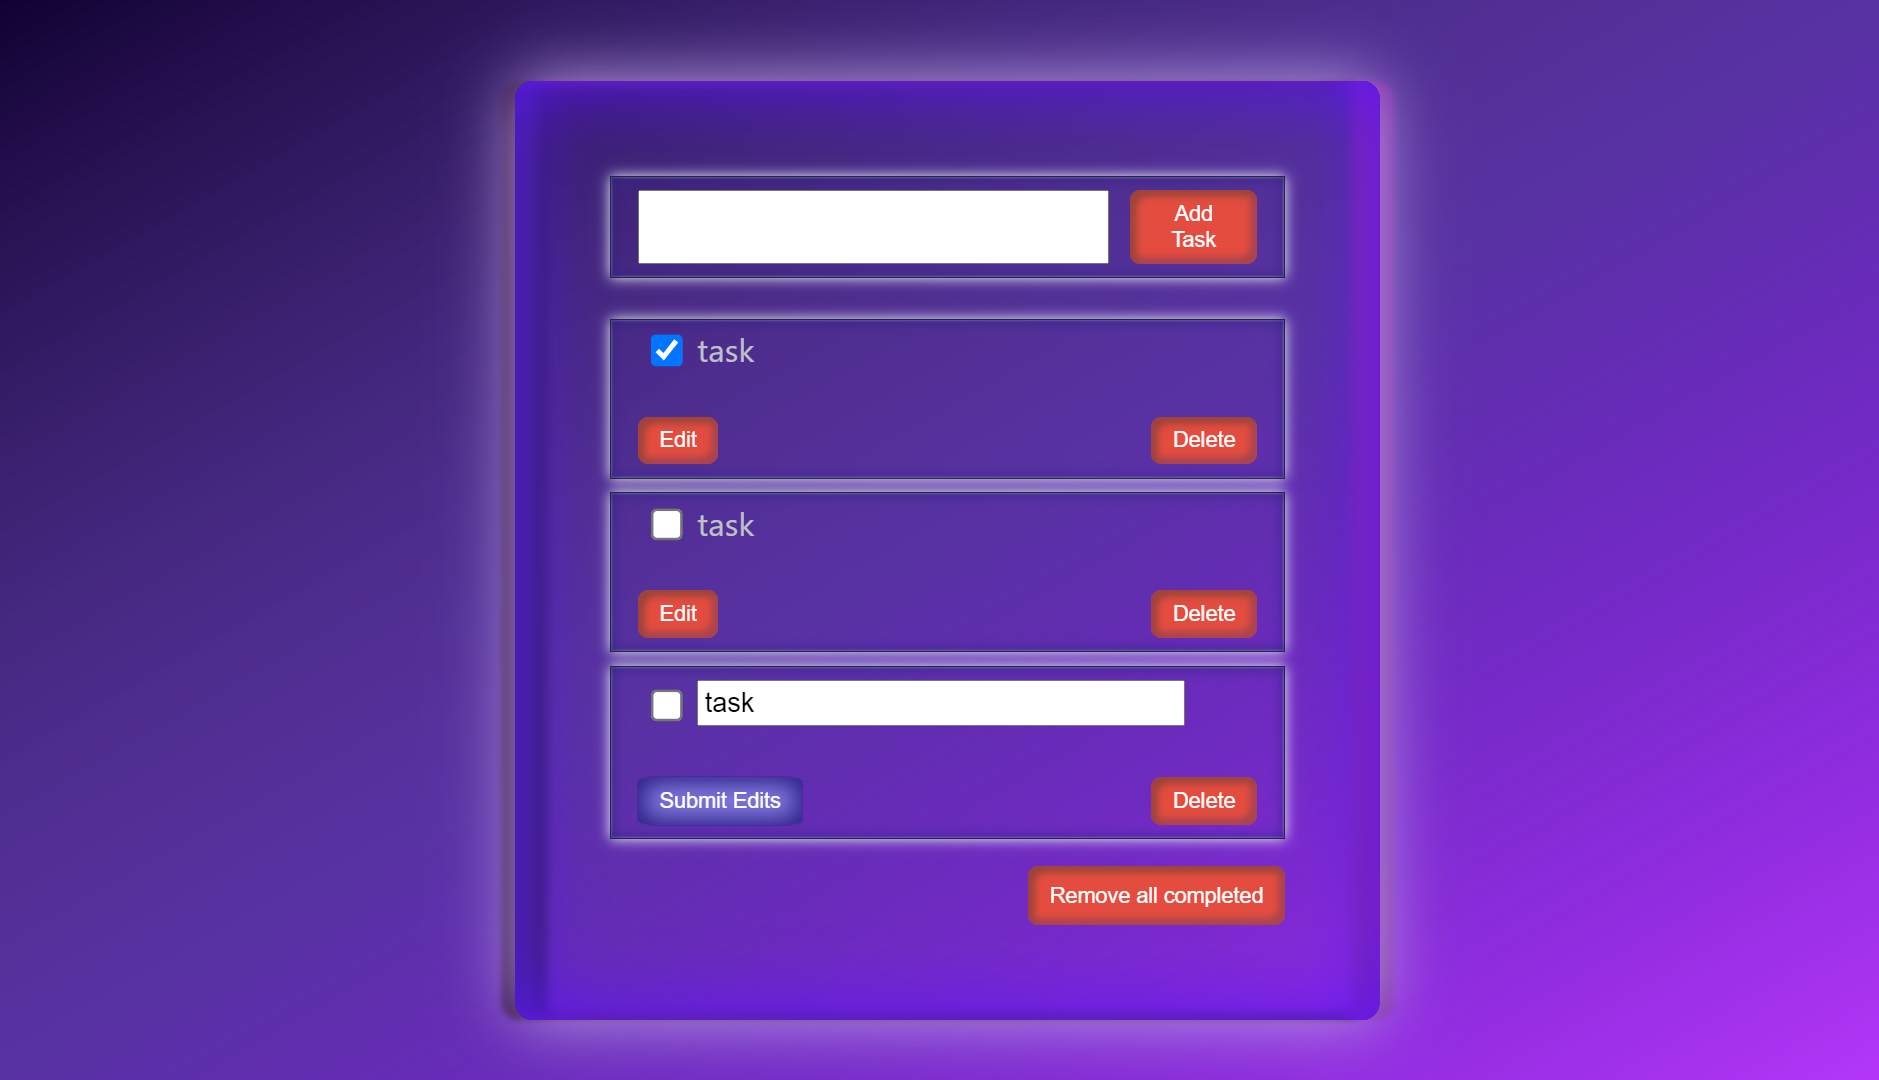 Add
Task
task
Edit
Delete
task
Edit
Delete
task
Submit Edits
Delete
Remove all completed